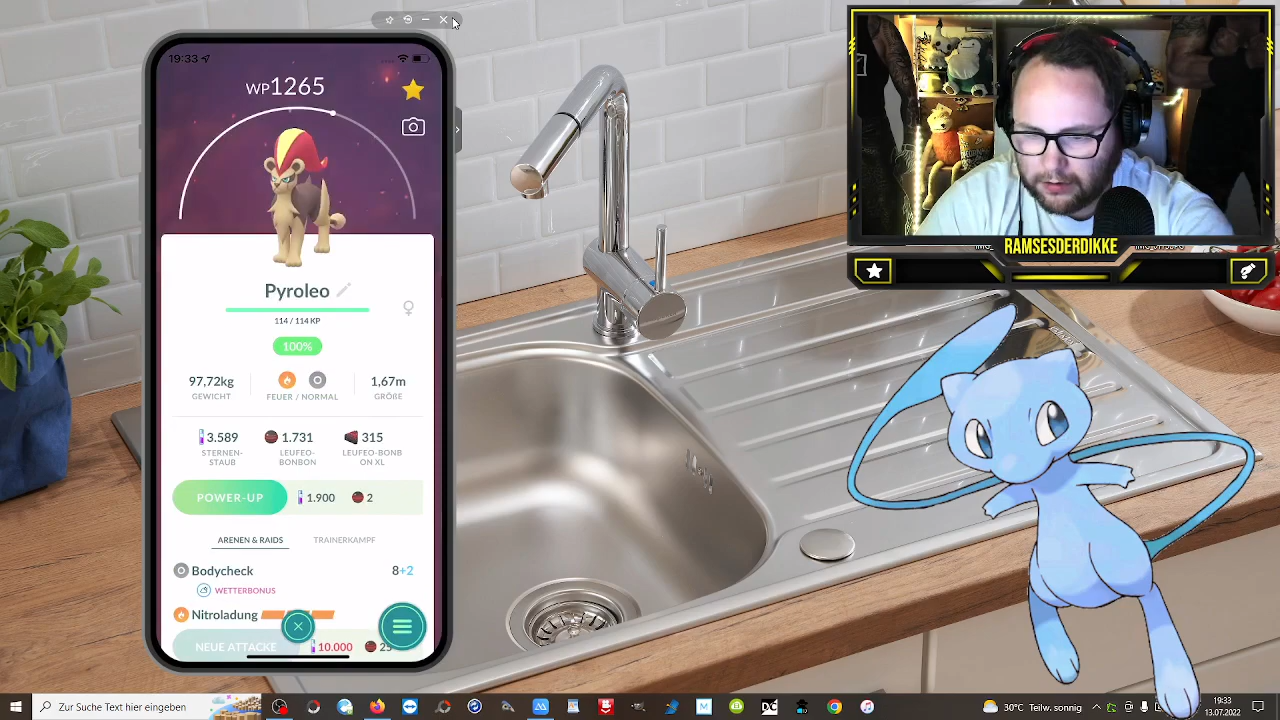 19:33
WP1265
Pyroleo
114 / 114 KP
100%
97,72kg
GEWICHT
FEUER / NORMAL
1,67m
GRÖßE
3.589
STERNEN-
STAUB
1.731
LEUFEO-
BONBON
315
LEUFEO-BONB
ON XL
POWER-UP
1.900
2
ARENEN & RAIDS
TRAINERKAMPF
Bodycheck
8+2
WETTERBONUS
Nitroladung
NEUE ATTACKE
10.000
RAMSESDERDIKKE
Zur Suche Text hier eingeben
DC
30°C Teilw. sonnig
19:33
13.07.2022